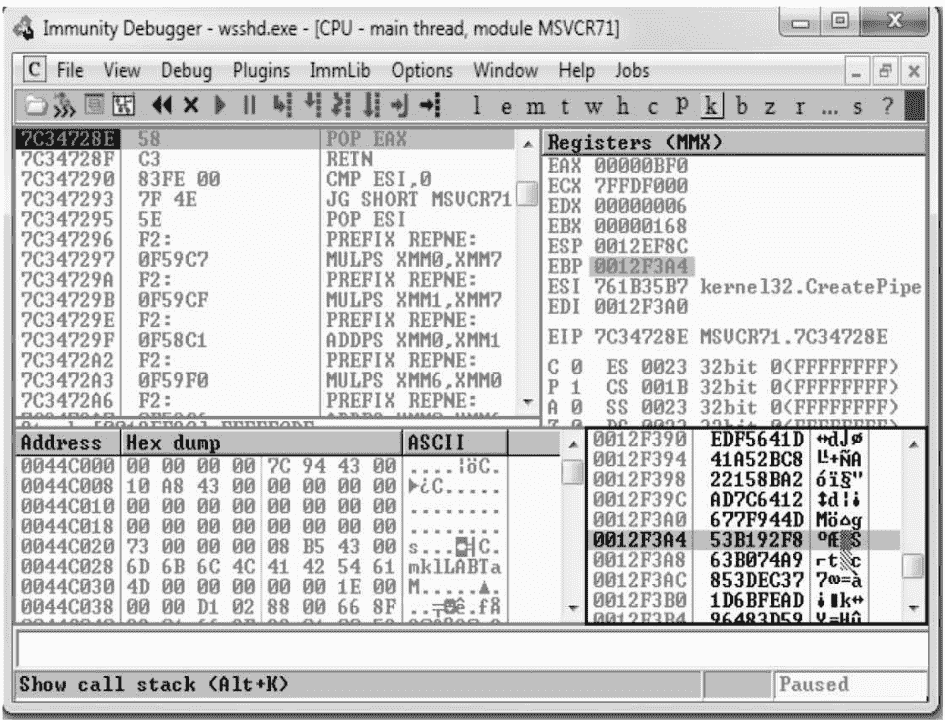 Immunity Debugger - wsshd.exe - [CPU - main thread, module MSVCR71]
C File View Debug Plugins ImmLib Options Window Help Jobs
l e m t w h c P k b z r ... s ?
7C34728E 58 POP EAX
7C34728F C3 RETN
7C347290 83FE 00 CMP ESI,0
7C347293 7F 4E JG SHORT MSVCR71
7C347295 5E POP ESI
7C347296 F2: PREFIX REPNE:
7C347297 0F59C7 MULPS XMM0,XMM7
7C34729A F2: PREFIX REPNE:
7C34729B 0F59CF MULPS XMM1,XMM7
7C34729E F2: PREFIX REPNE:
7C34729F 0F58C1 ADDPS XMM0,XMM1
7C3472A2 F2: PREFIX REPNE:
7C3472A3 0F59F0 MULPS XMM6,XMM0
7C3472A6 F2: PREFIX REPNE:
Registers (MMX)
EAX 00000BF0
ECX 7FFDF000
EDX 00000006
EBX 00000168
ESP 0012EF8C
EBP 0012F3A4
ESI 761B35B7 kernel32.CreatePipe
EDI 0012F3A0
EIP 7C34728E MSVCR71.7C34728E
C 0 ES 0023 32bit 0(FFFFFFFF)
P 1 CS 001B 32bit 0(FFFFFFFF)
A 0 SS 0023 32bit 0(FFFFFFFF)
Address Hex dump ASCII
0044C000 00 00 00 00 7C 94 43 00 ....¦öC.
0044C008 10 A8 43 00 00 00 00 00 ►¿C.....
0044C010 00 00 00 00 00 00 00 00 ........
0044C018 00 00 00 00 00 00 00 00 ........
0044C020 73 00 00 00 08 B5 43 00 s...◘╡C.
0044C028 6D 6B 6C 4C 41 42 54 61 mklLABTa
0044C030 4D 00 00 00 00 00 1E 00 M.....▲.
0044C038 00 00 D1 02 88 00 66 8F
0012F390 EDF5641D
0012F394 41A52BC8
0012F398 22158BA2
0012F39C AD7C6412
0012F3A0 677F944D
0012F3A4 53B192F8
0012F3A8 63B074A9
0012F3AC 853DEC37
0012F3B0 1D6BFEAD
0012F3B4 96483D59
Show call stack (Alt+K)
Paused